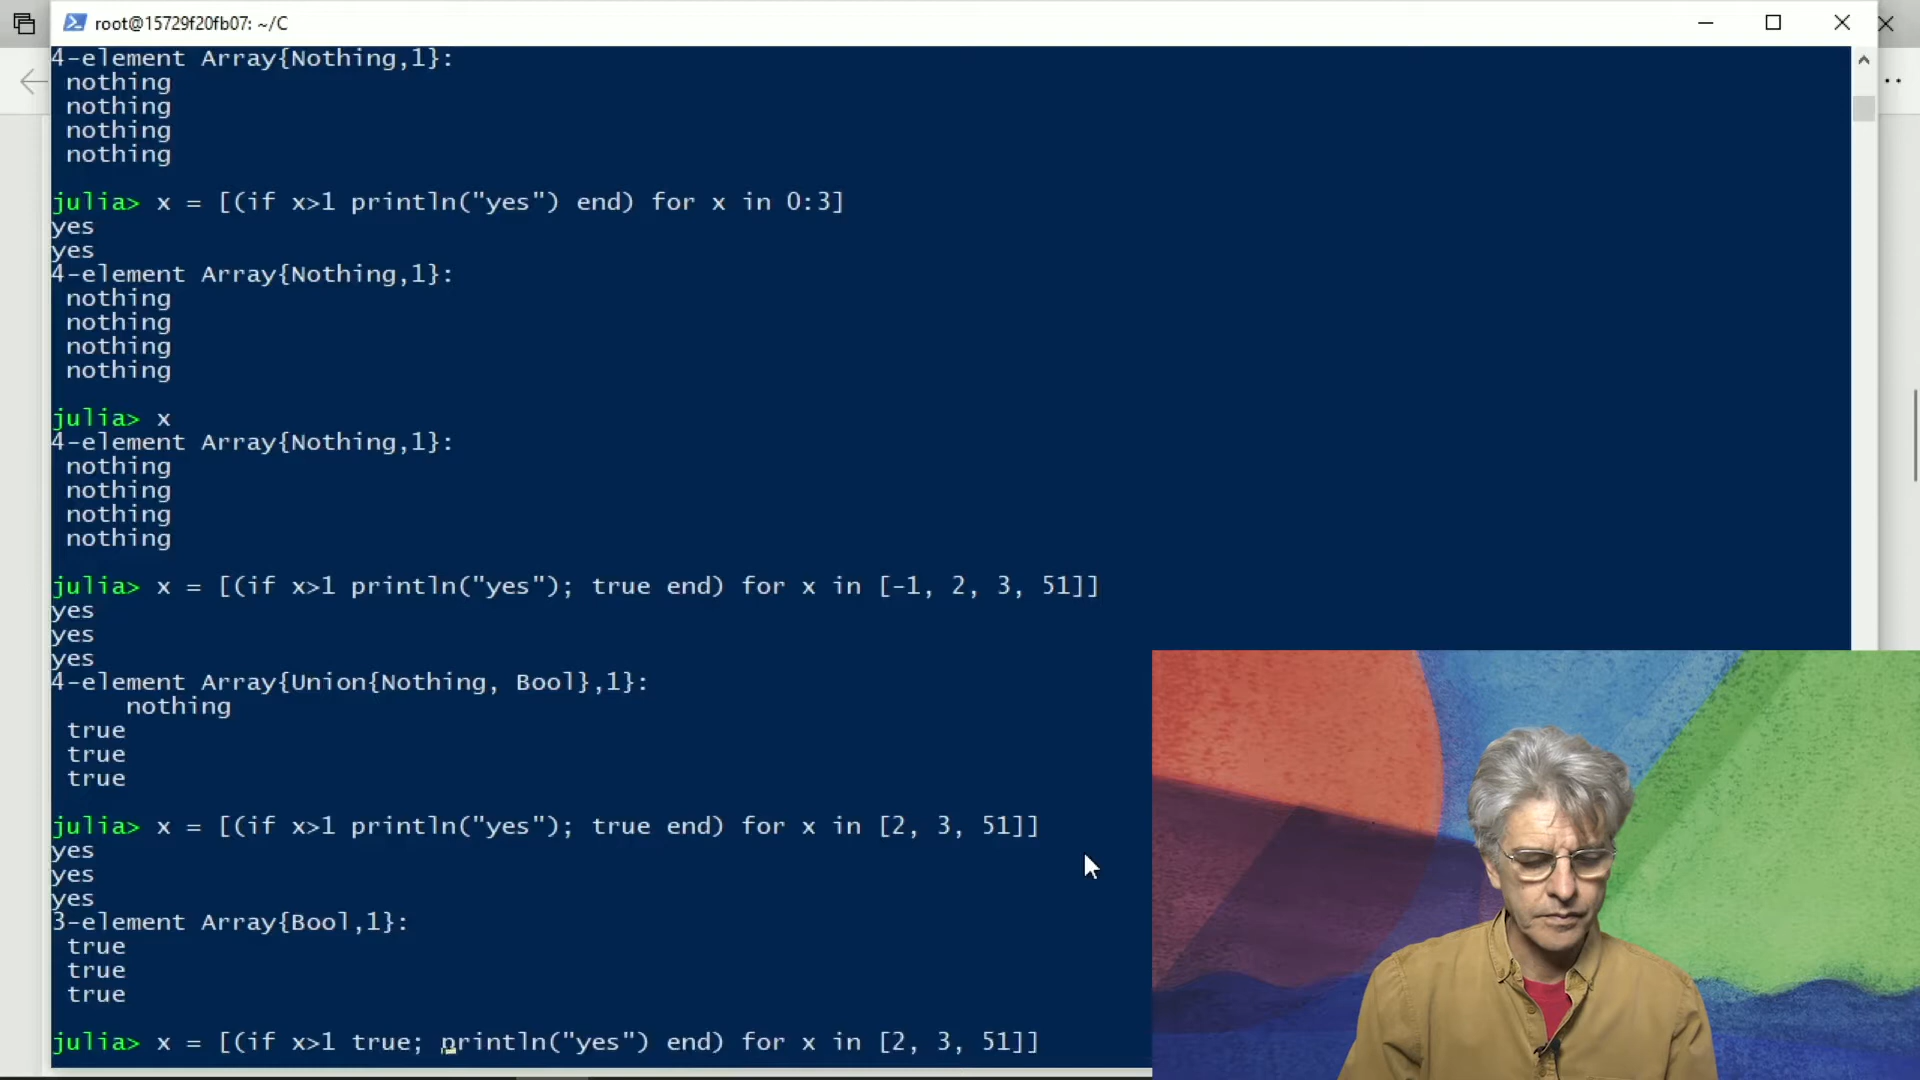 root@15729f20fb07: ~/C
4-element Array{Nothing,1}:
nothing
nothing
nothing
nothing
julia> x = [(if x>1 println("yes") end) for x in 0:3]
yes
yes
4-element Array{Nothing,1}:
nothing
nothing
nothing
nothing
julia> x
4-element Array{Nothing,1}:
nothing
nothing
nothing
nothing
julia> x = [(if x>1 println("yes"); true end) for x in [-1, 2, 3, 51]]
yes
yes
yes
4-element Array{Union{Nothing, Bool},1}:
nothing
true
true
true
julia> x = [(if x>1 println("yes"); true end) for x in [2, 3, 51]]
yes
yes
yes
3-element Array{Bool,1}:
true
true
true
julia> x = [(if x>1 true; println("yes") end) for x in [2, 3, 51]]